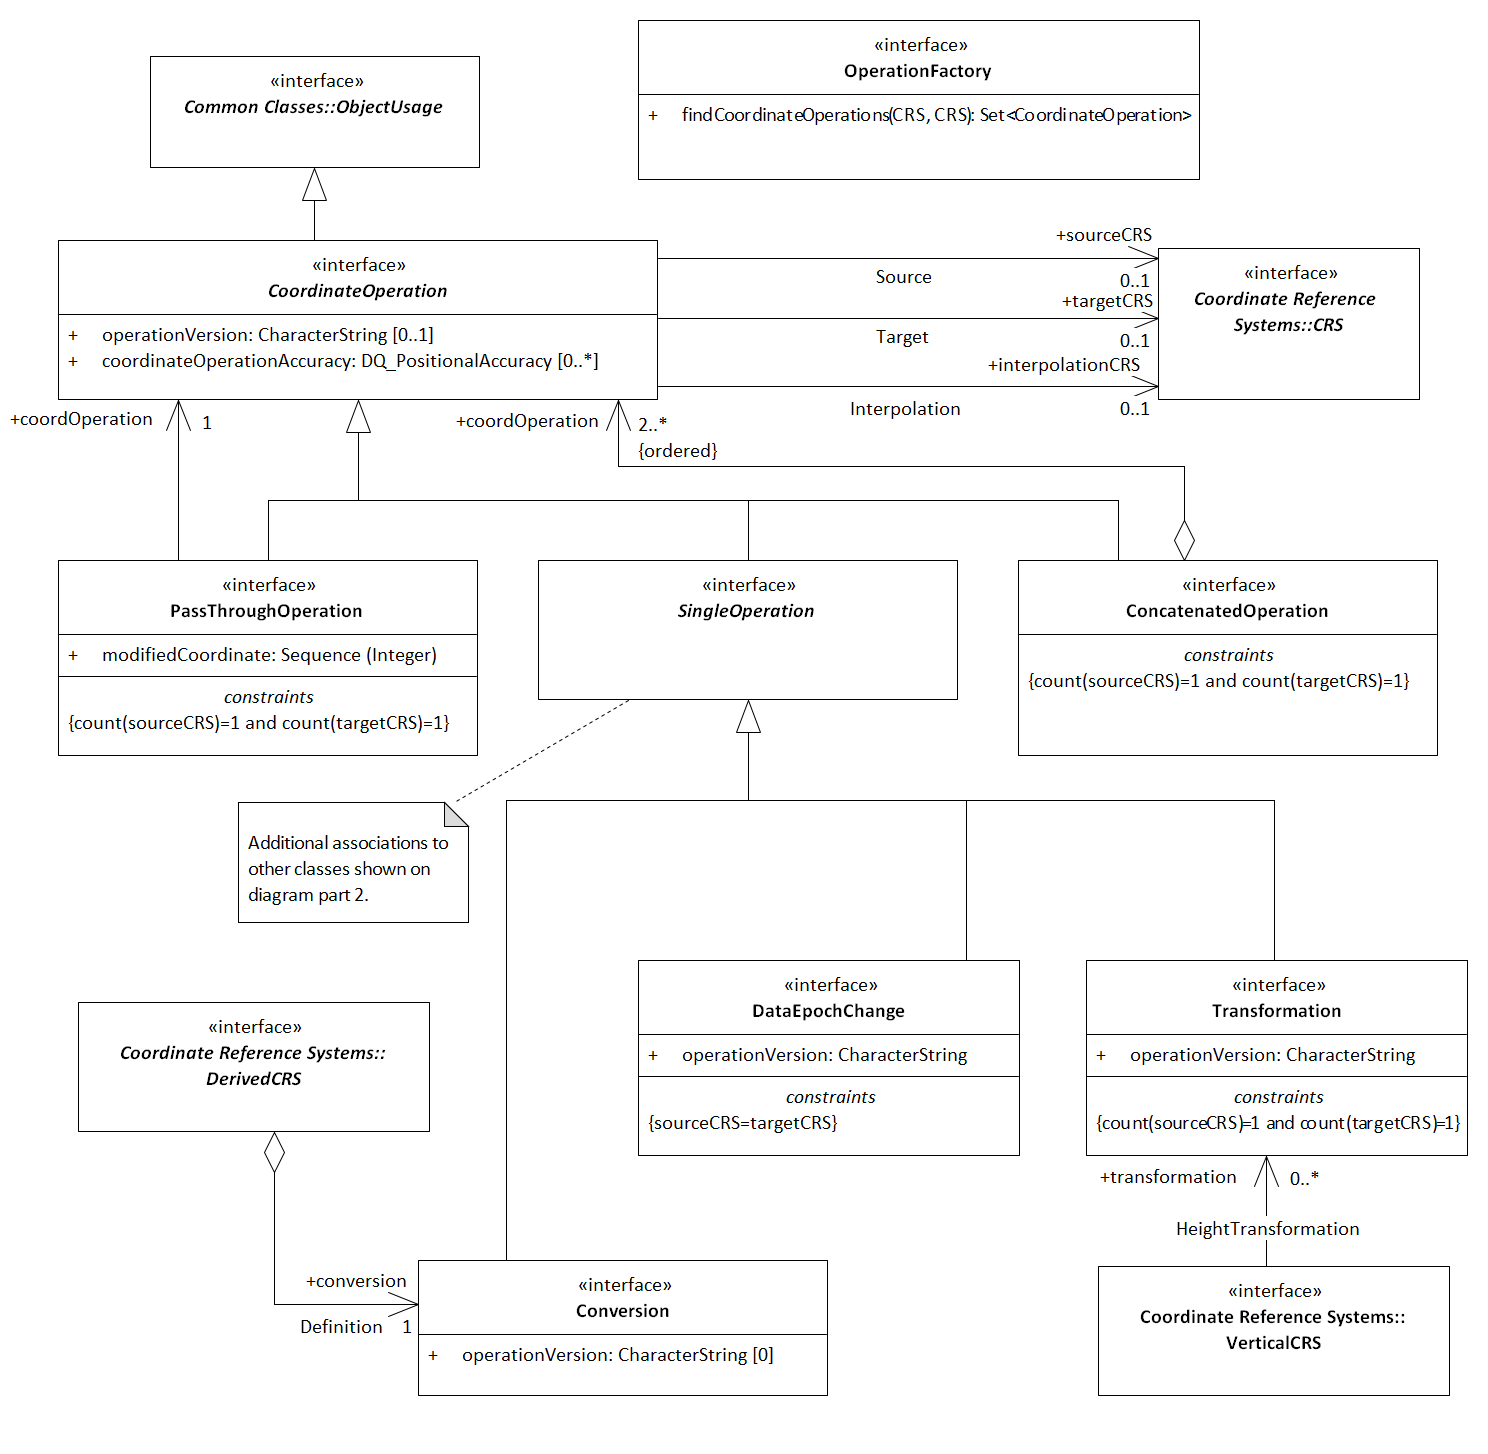 «interface»
OperationFactory
+ findCoordinateOperations(CRS, CRS): Set<CoordinateOperation>
«interface»
Common Classes::ObjectUsage
«interface»
CoordinateOperation
+ operationVersion: CharacterString [0..1]
+ coordinateOperationAccuracy: DQ_PositionalAccuracy [0..*]
+sourceCRS
Source
0..1
+targetCRS
Target
0..1
+interpolationCRS
Interpolation
0..1
«interface»
Coordinate Reference
Systems::CRS
+coordOperation
1
+coordOperation
2..*
{ordered}
«interface»
PassThroughOperation
+ modifiedCoordinate: Sequence (Integer)
constraints
{count(sourceCRS)=1 and count(targetCRS)=1}
«interface»
SingleOperation
«interface»
ConcatenatedOperation
constraints
{count(sourceCRS)=1 and count(targetCRS)=1}
Additional associations to
other classes shown on
diagram part 2.
«interface»
DataEpochChange
+ operationVersion: CharacterString
constraints
{sourceCRS=targetCRS}
«interface»
Transformation
+ operationVersion: CharacterString
constraints
{count(sourceCRS)=1 and count(targetCRS)=1}
«interface»
Coordinate Reference Systems::
DerivedCRS
+transformation
0..*
HeightTransformation
+conversion
Definition
1
«interface»
Conversion
+ operationVersion: CharacterString [0]
«interface»
Coordinate Reference Systems::
VerticalCRS